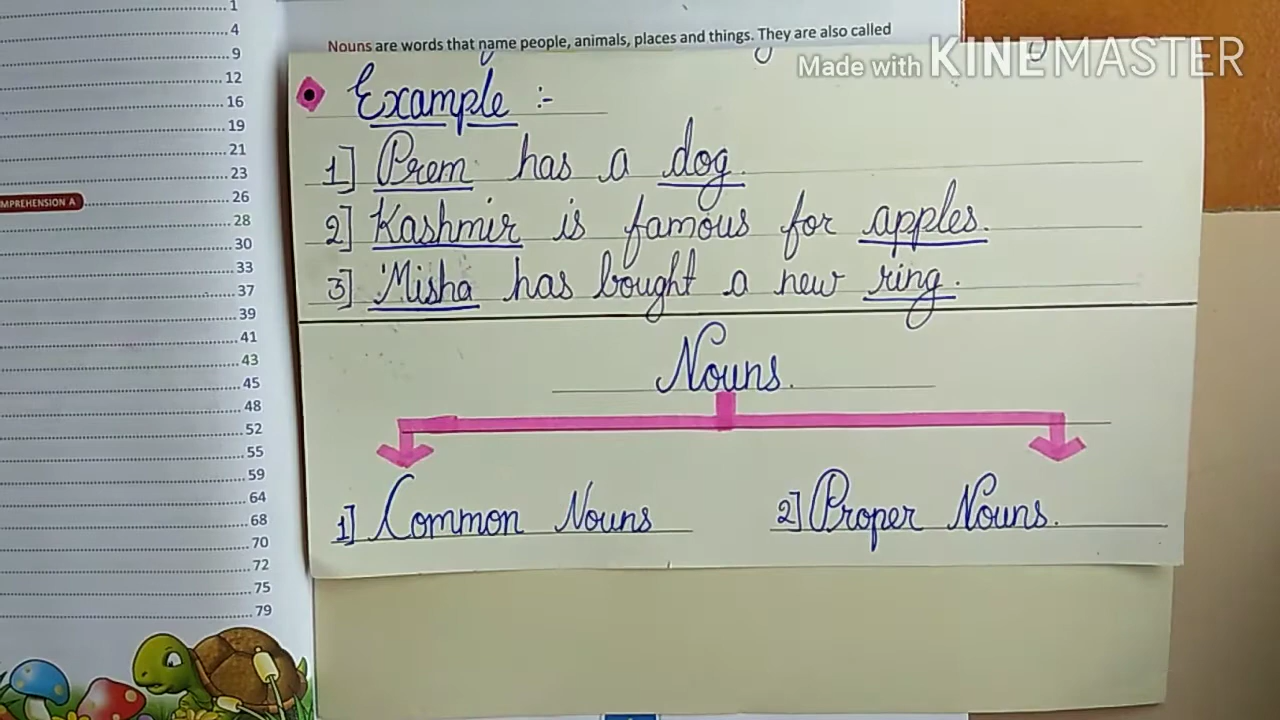 1
4
9
12
16
19
21
23
OMPREHENSION A 26
28
30
33
37
39
41
43
45
48
52
55
59
64
68
70
72
75
79
Nouns are words that name people, animals, places and things. They are also called
Made with KINEMASTER
Example :-
1] Prem has a dog.
2] Kashmir is famous for apples.
3] Misha has bought a new ring.
Nouns.
1] Common Nouns
2] Proper Nouns.